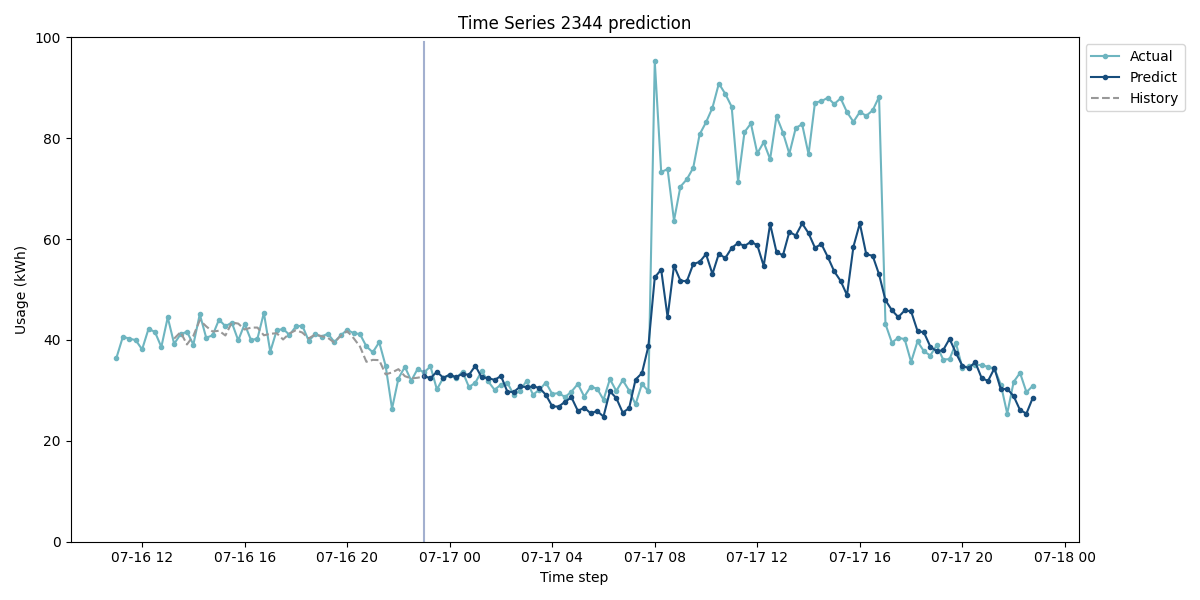 Time Series 2344 prediction
Usage (kWh)
100
80
60
40
20
0
07-16 12
07-16 16
07-16 20
07-17 00
07-17 04
07-17 08
07-17 12
07-17 16
07-17 20
07-18 00
Time step
Actual
Predict
History